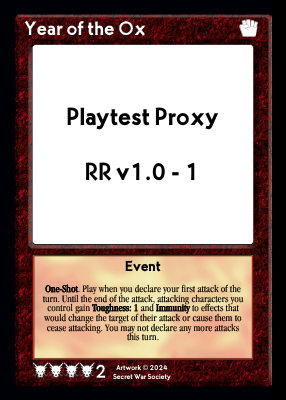 Year of the Ox
Playtest Proxy
RR v1.0 - 1
Event
One-Shot. Play when you declare your first attack of the
turn. Until the end of the attack, attacking characters you
control gain Toughness: 1 and Immunity to effects that
would change the target of their attack or cause them to
cease attacking. You may not declare any more attacks
this turn.
2
Artwork © 2024
Secret War Society